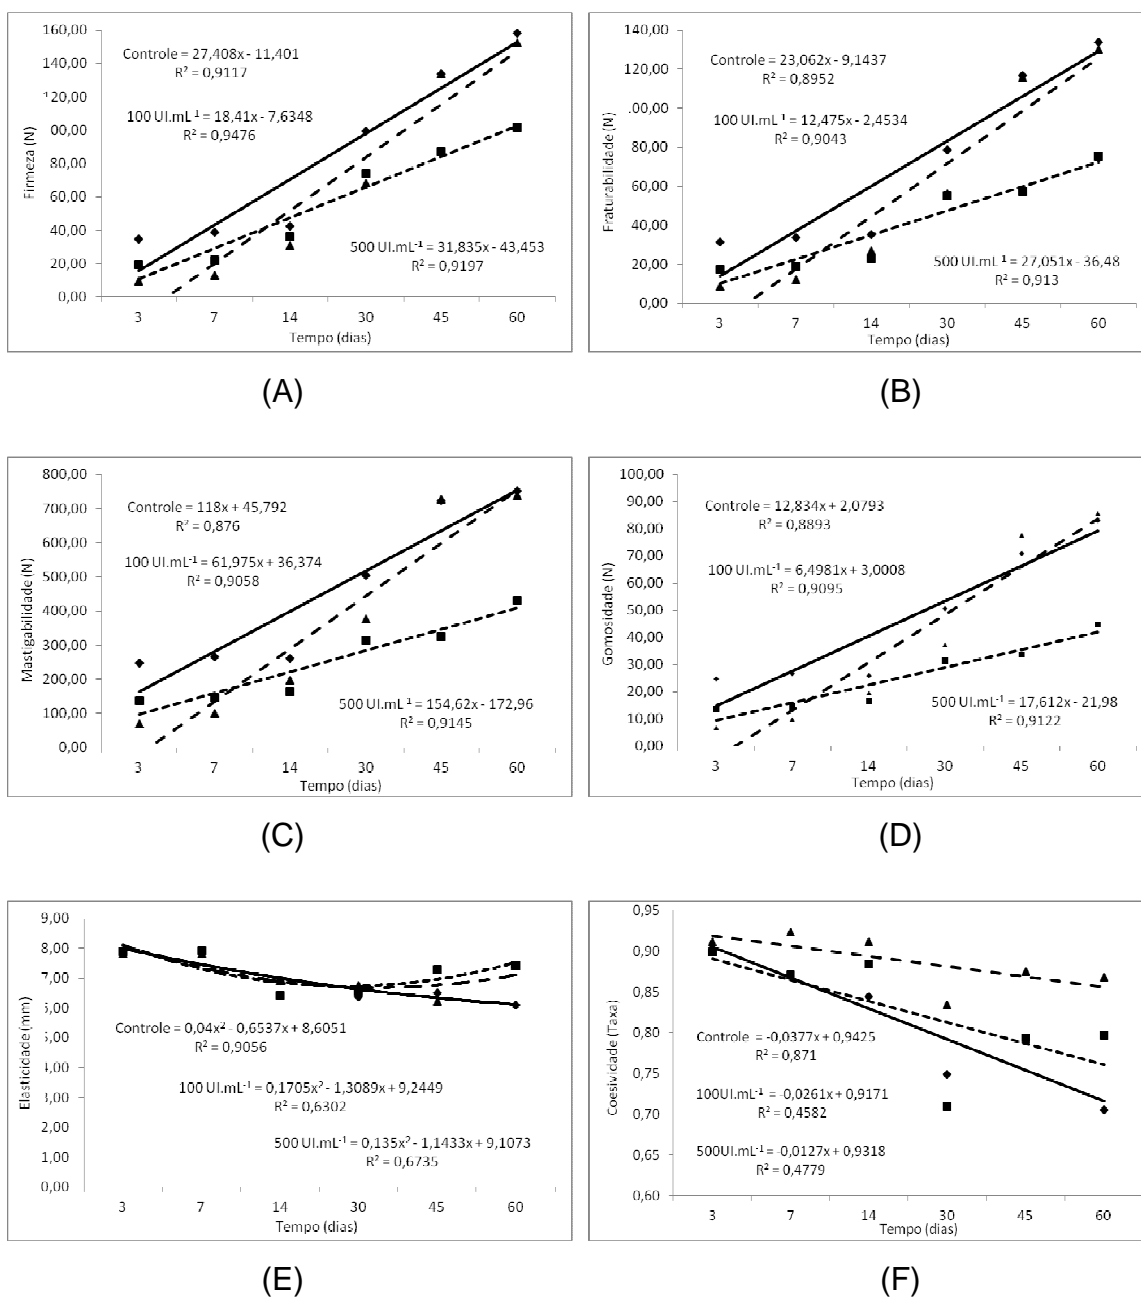 160,00
140,00
120,00
00,00
80,00
60,00
40,00
20,00
0,00
Firmeza (N)
Controle = 27,408x - 11,401
R² = 0,9117
100 UI.mL⁻¹ = 18,41x - 7,6348
R² = 0,9476
500 UI.mL⁻¹ = 31,835x - 43,453
R² = 0,9197
3 7 14 30 45 60
Tempo (dias)
(A)
140,00
120,00
100,00
80,00
60,00
40,00
20,00
0,00
Fraturabilidade (N)
Controle = 23,062x - 9,1437
R² = 0,8952
100 UI.mL⁻¹ = 12,475x - 2,4534
R² = 0,9043
500 UI.mL⁻¹ = 27,051x - 36,48
R² = 0,913
3 7 14 30 45 60
Tempo (dias)
(B)
800,00
700,00
600,00
500,00
400,00
300,00
200,00
100,00
0,00
Mastigabilidade (N)
Controle = 118x + 45,792
R² = 0,876
100 UI.mL⁻¹ = 61,975x + 36,374
R² = 0,9058
500 UI.mL⁻¹ = 154,62x - 172,96
R² = 0,9145
3 7 14 30 45 60
Tempo (dias)
(C)
100,00
90,00
80,00
70,00
60,00
50,00
40,00
30,00
20,00
10,00
0,00
Gomosidade (N)
Controle = 12,834x + 2,0793
R² = 0,8893
100 UI.mL⁻¹ = 6,4981x + 3,0008
R² = 0,9095
500 UI.mL⁻¹ = 17,612x - 21,98
R² = 0,9122
3 7 14 30 45 60
Tempo (dias)
(D)
9,00
8,00
7,00
6,00
5,00
4,00
3,00
2,00
1,00
0,00
Elasticidade (mm)
Controle = 0,04x² - 0,6537x + 8,6051
R² = 0,9056
100 UI.mL⁻¹ = 0,1705x² - 1,3089x + 9,2449
R² = 0,6302
500 UI.mL⁻¹ = 0,135x² - 1,1433x + 9,1073
R² = 0,6735
3 7 14 30 45 60
Tempo (dias)
(E)
0,95
0,90
0,85
0,80
0,75
0,70
0,65
0,60
Coesividade (Taxa)
Controle = -0,0377x + 0,9425
R² = 0,871
100UI.mL⁻¹ = -0,0261x + 0,9171
R² = 0,4582
500UI.mL⁻¹ = -0,0127x + 0,9318
R² = 0,4779
3 7 14 30 45 60
Tempo (dias)
(F)